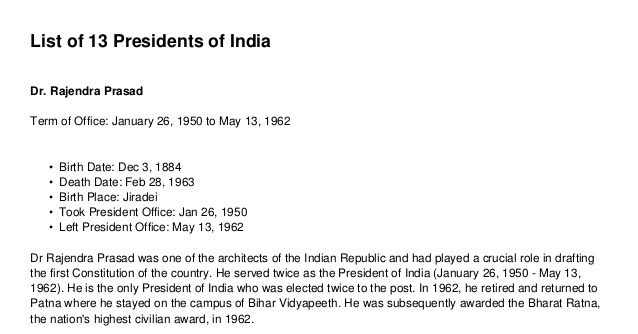 List of 13 Presidents of India
Dr. Rajendra Prasad
Term of Office: January 26, 1950 to May 13, 1962
• Birth Date: Dec 3, 1884
• Death Date: Feb 28, 1963
• Birth Place: Jiradei
• Took President Office: Jan 26, 1950
• Left President Office: May 13, 1962
Dr Rajendra Prasad was one of the architects of the Indian Republic and had played a crucial role in drafting
the first Constitution of the country. He served twice as the President of India (January 26, 1950 - May 13,
1962). He is the only President of India who was elected twice to the post. In 1962, he retired and returned to
Patna where he stayed on the campus of Bihar Vidyapeeth. He was subsequently awarded the Bharat Ratna,
the nation's highest civilian award, in 1962.